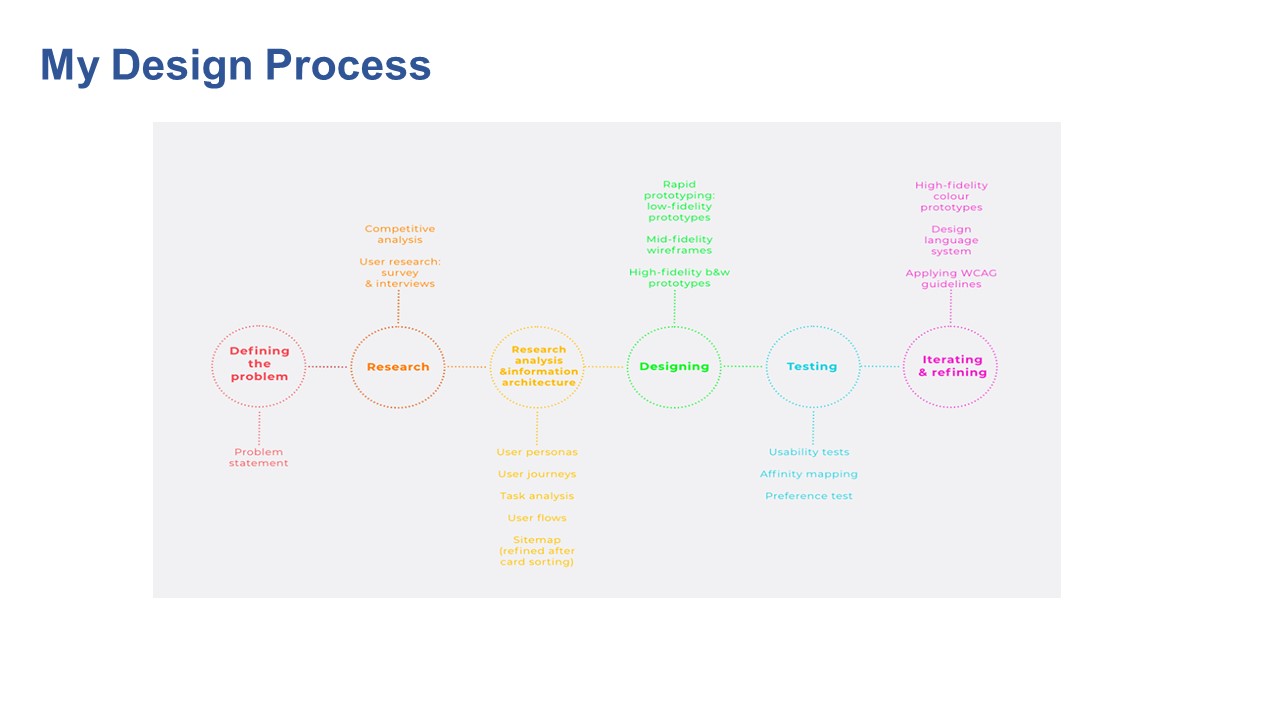 My Design Process
Defining
the
problem
Problem
statement
Competitive
analysis
User research:
survey
& interviews
Research
Research
analysis
&information
architecture
User personas
User journeys
Task analysis
User flows
Sitemap
(refined after
card sorting)
Rapid
prototyping:
low-fidelity
prototypes
Mid-fidelity
wireframes
High-fidelity b&w
prototypes
Designing
Testing
Usability tests
Affinity mapping
Preference test
High-fidelity
colour
prototypes
Design
language
system
Applying WCAG
guidelines
Iterating
& refining